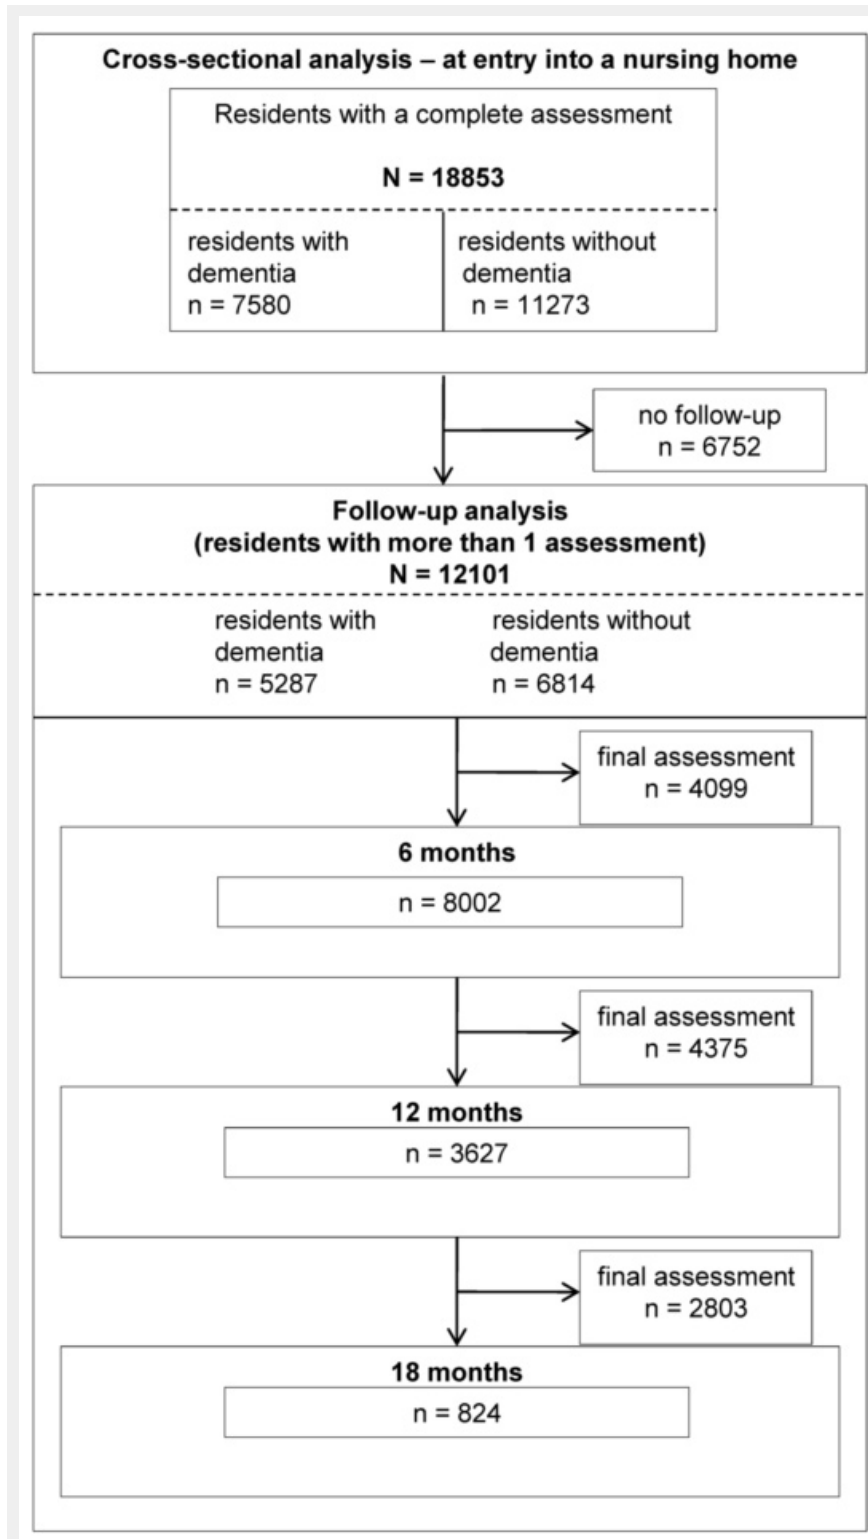 Cross-sectional analysis – at entry into a nursing home
Residents with a complete assessment
N = 18853
residents with
dementia
n = 7580
residents without
dementia
n = 11273
no follow-up
n = 6752
Follow-up analysis
(residents with more than 1 assessment)
N = 12101
residents with
dementia
n = 5287
residents without
dementia
n = 6814
final assessment
n = 4099
6 months
n = 8002
final assessment
n = 4375
12 months
n = 3627
final assessment
n = 2803
18 months
n = 824